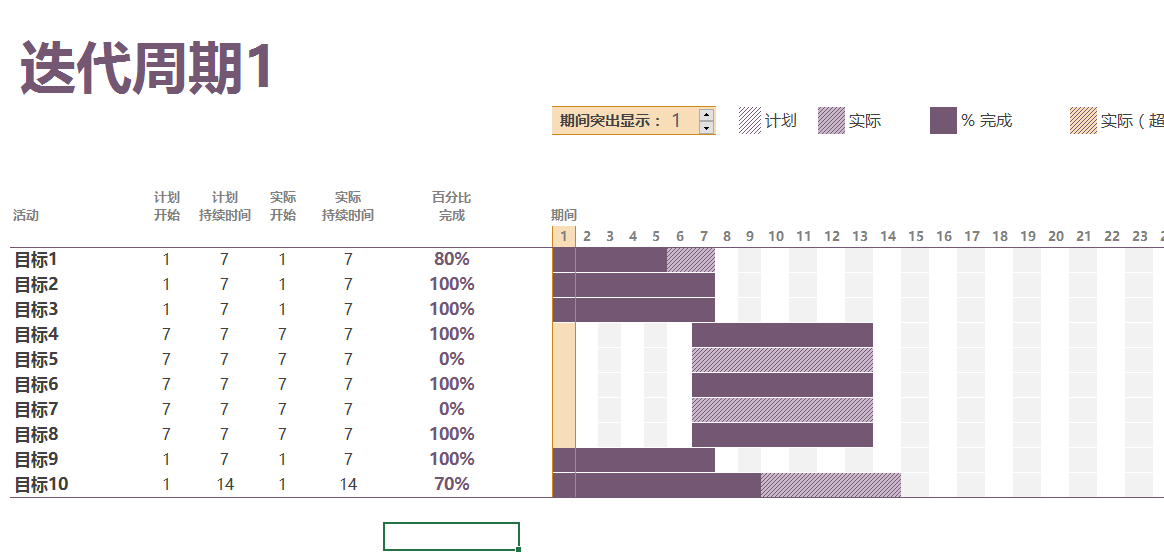 迭代周期1
期间突出显示： 1 计划 实际 % 完成 实际（超
计划 计划 实际 实际 百分比
活动 开始 持续时间 开始 持续时间 完成 期间
1 2 3 4 5 6 7 8 9 10 11 12 13 14 15 16 17 18 19 20 21 22 23
目标1 1 7 1 7 80%
目标2 1 7 1 7 100%
目标3 1 7 1 7 100%
目标4 7 7 7 7 100%
目标5 7 7 7 7 0%
目标6 7 7 7 7 100%
目标7 7 7 7 7 0%
目标8 7 7 7 7 100%
目标9 1 7 1 7 100%
目标10 1 14 1 14 70%